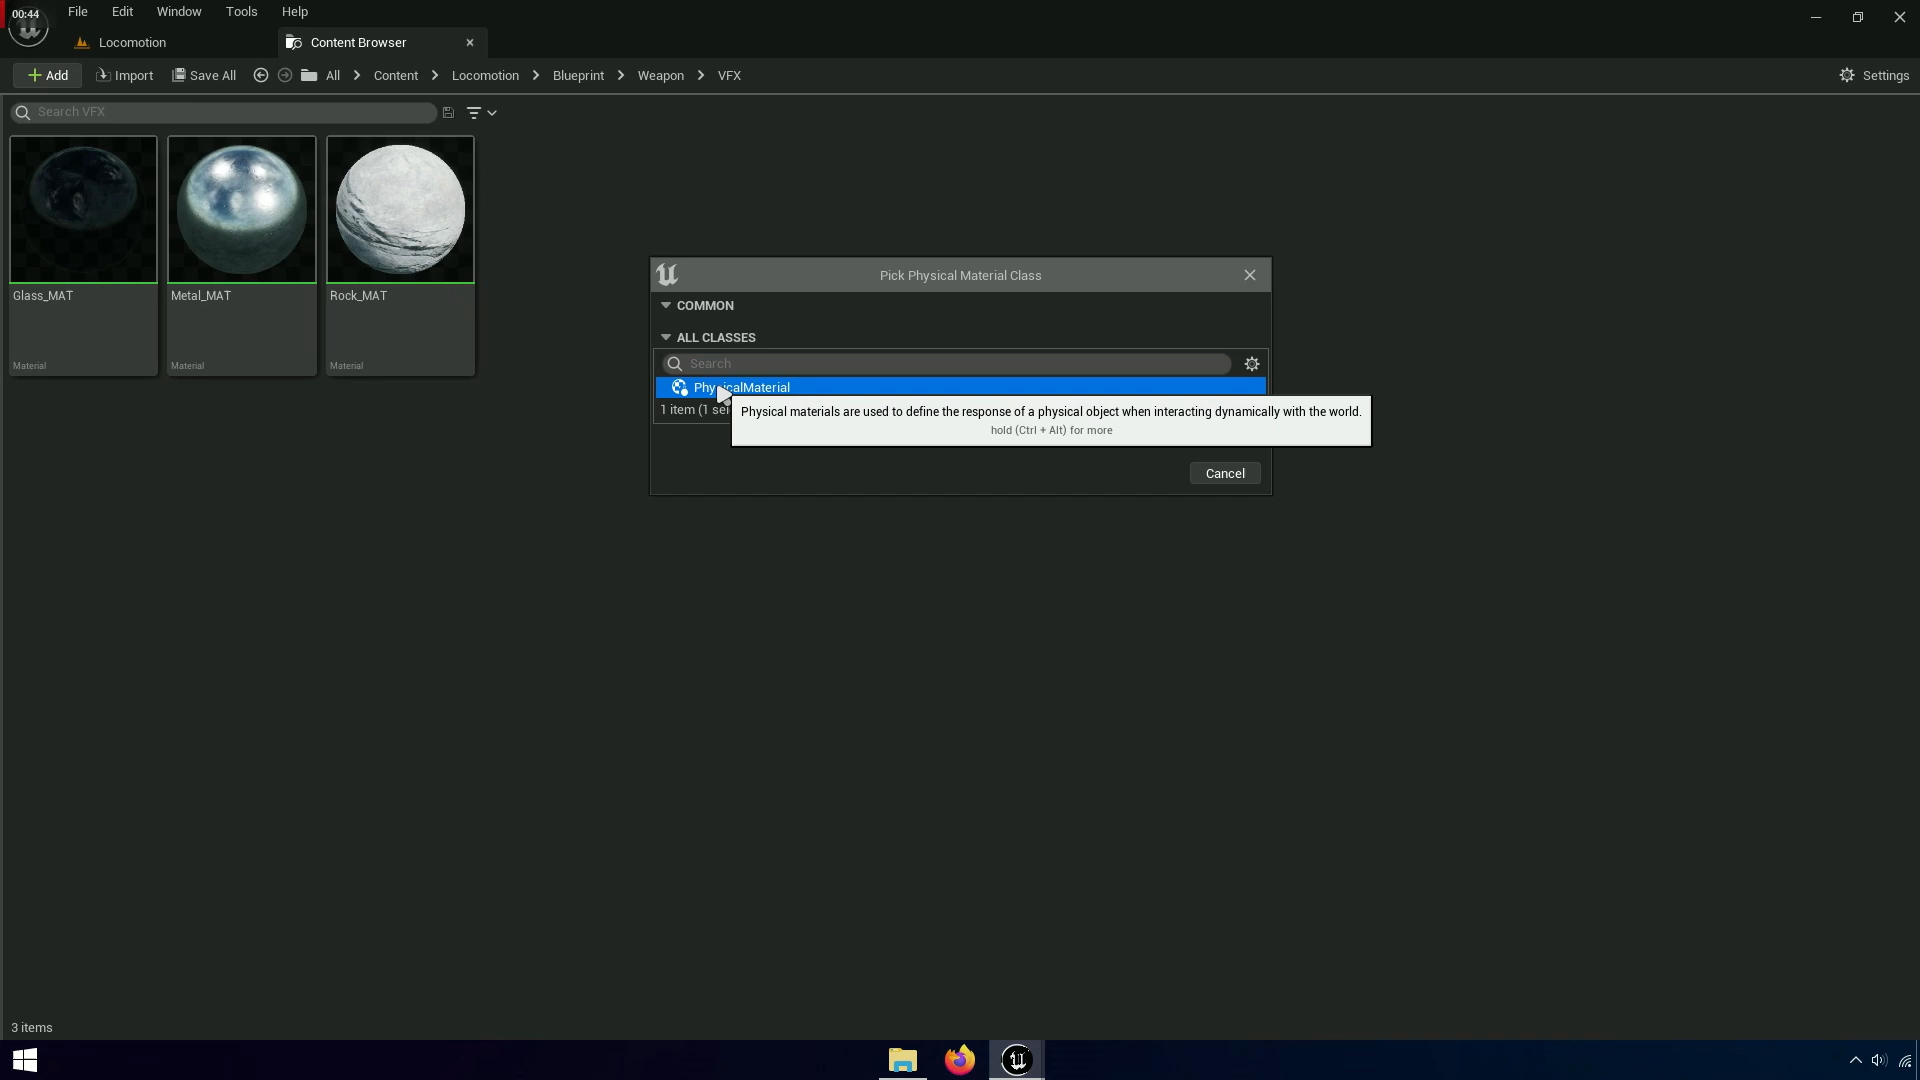 00:44
File Edit Window Tools Help
Locomotion
Content Browser
Add Import Save All All Content Locomotion Blueprint Weapon VFX Settings
Search VFX
Glass_MAT
Material
Metal_MAT
Material
Rock_MAT
Material
Pick Physical Material Class
COMMON
ALL CLASSES
Search
PhysicalMaterial
1 item (1
Physical materials are used to define the response of a physical object when interacting dynamically with the world.
hold (Ctrl + Alt) for more
Cancel
3 items